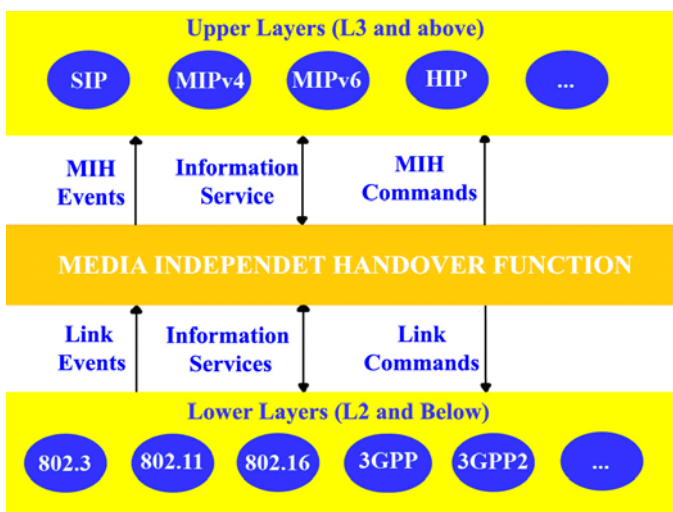 Upper Layers (L3 and above)
SIP MIPv4 MIPv6 HIP ...
MIH Events
Information Service
MIH Commands
MEDIA INDEPENDET HANDOVER FUNCTION
Link Events
Information Services
Link Commands
Lower Layers (L2 and Below)
802.3 802.11 802.16 3GPP 3GPP2 ...